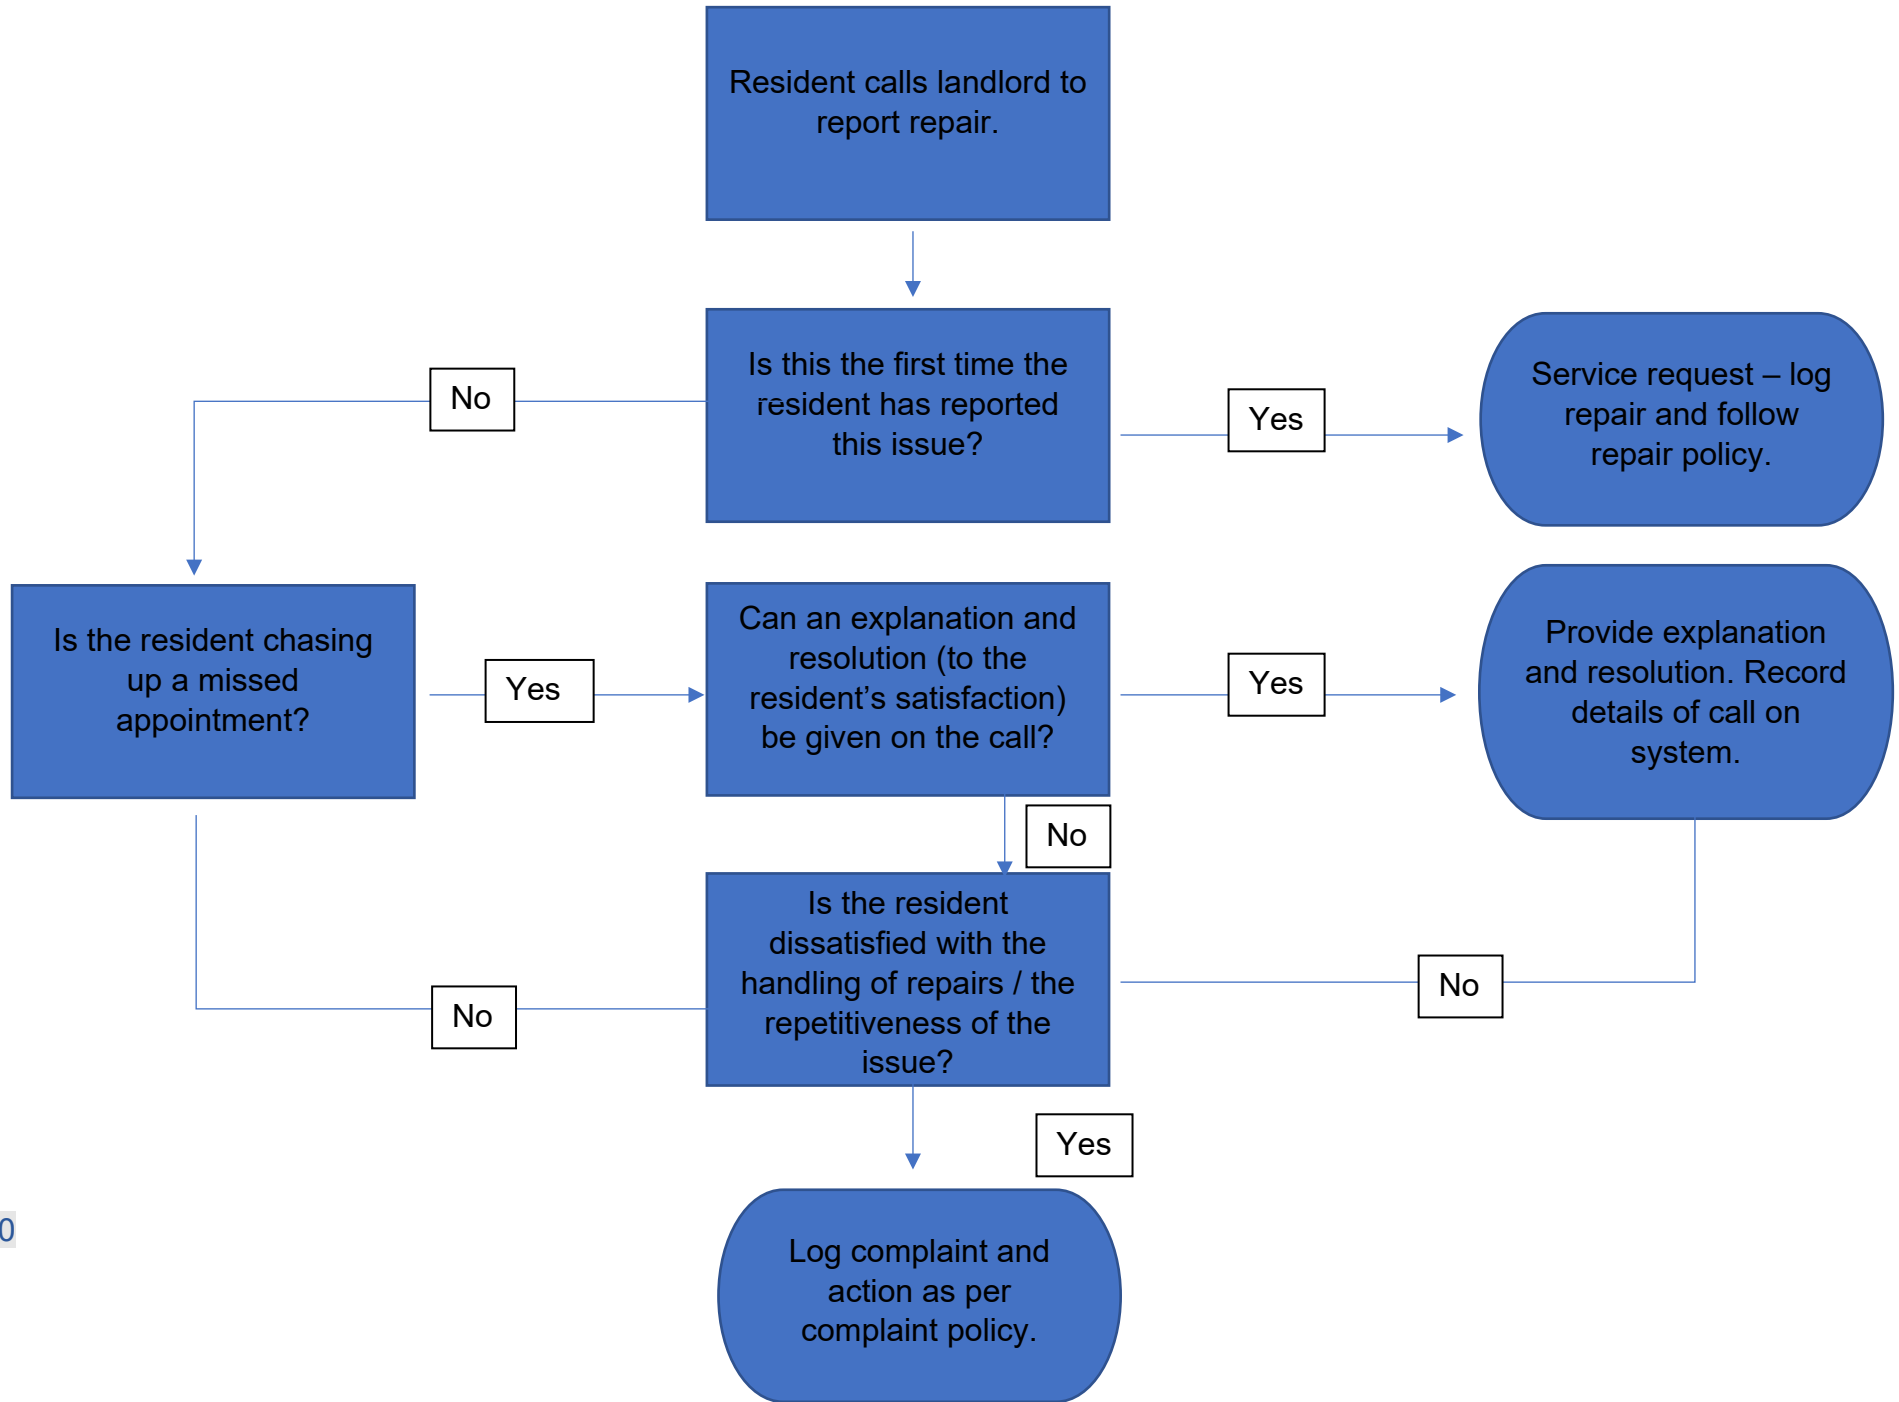 Resident calls landlord to
report repair.
Is this the first time the
resident has reported
this issue?
No
Yes
Service request – log
repair and follow
repair policy.
Is the resident chasing
up a missed
appointment?
Yes
Can an explanation and
resolution (to the
resident’s satisfaction)
be given on the call?
Yes
Provide explanation
and resolution. Record
details of call on
system.
No
Is the resident
dissatisfied with the
handling of repairs / the
repetitiveness of the
issue?
No
No
Yes
Log complaint and
action as per
complaint policy.
0